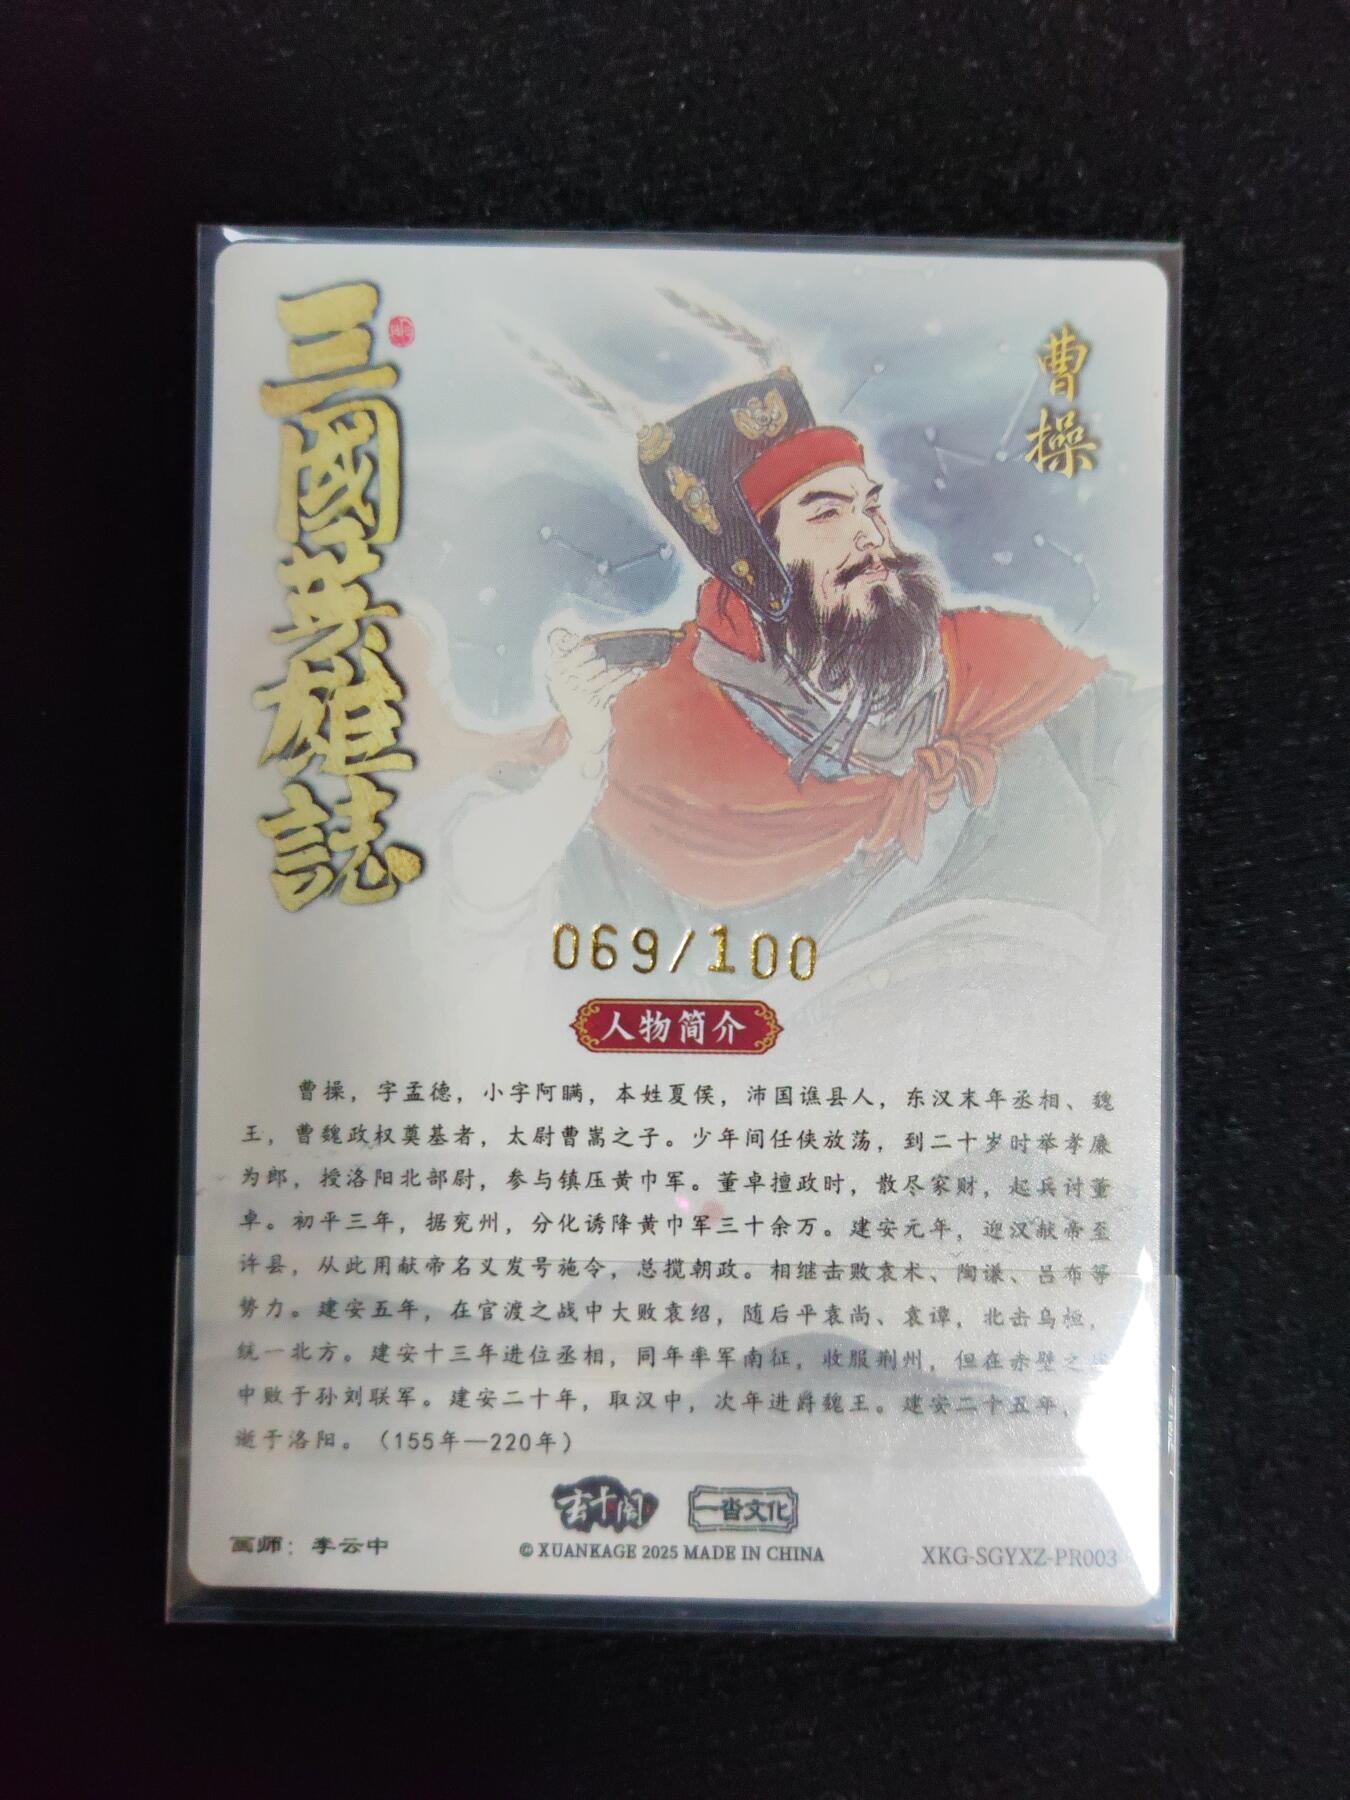 三國英雄誌
曹操
069/100
人物简介
曹操，字孟德，小字阿瞒，本姓夏侯，沛国谯县人，东汉末年丞相、魏
王，曹魏政权奠基者，太尉曹嵩之子。少年间任侠放荡，到二十岁时举孝廉
为郎，授洛阳北部尉，参与镇压黄巾军。董卓擅政时，散尽家财，起兵讨董
卓。初平三年，据兖州，分化诱降黄巾军三十余万。建安元年，迎汉献帝至
许县，从此用献帝名义发号施令，总揽朝政。相继击败袁术、陶谦、吕布等
势力。建安五年，在官渡之战中大败袁绍，随后平袁尚、袁谭，北击乌桓，
统一北方。建安十三年进位丞相，同年率军南征，收服荆州，但在赤壁之
中败于孙刘联军。建安二十年，取汉中，次年进爵魏王。建安二十五年，
逝于洛阳。（155年—220年）
玄卡阁
一沓文化
画师：李云中
© XUANKAGE 2025 MADE IN CHINA
XKG-SGYXZ-PR003